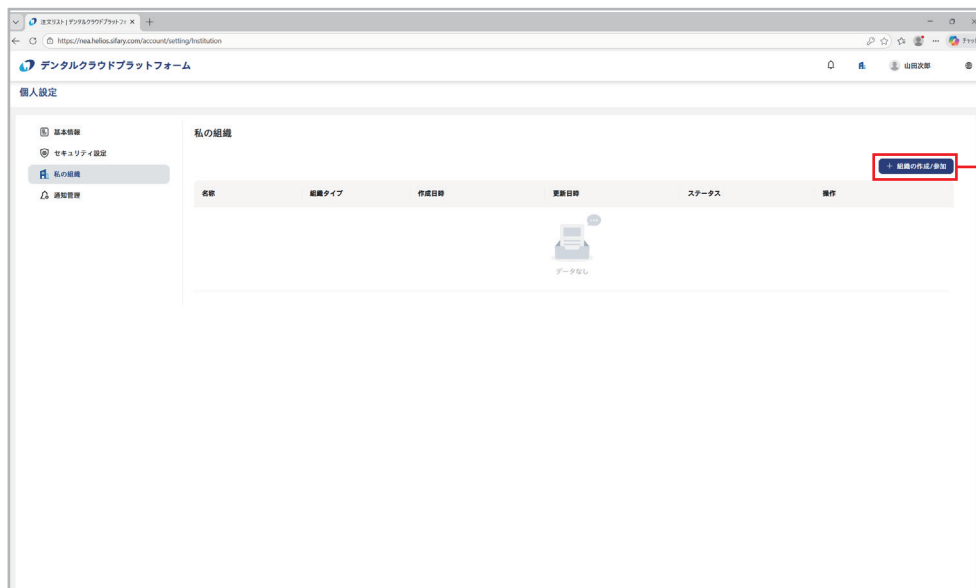 注文リスト | デンタルクラウドプラットフォ
https://nea.helios.sifary.com/account/setting/Institution
デンタルクラウドプラットフォーム
山田次郎
個人設定
基本情報
セキュリティ設定
私の組織
通知管理
私の組織
+ 組織の作成/参加
名称 組織タイプ 作成日時 更新日時 ステータス 操作
データなし